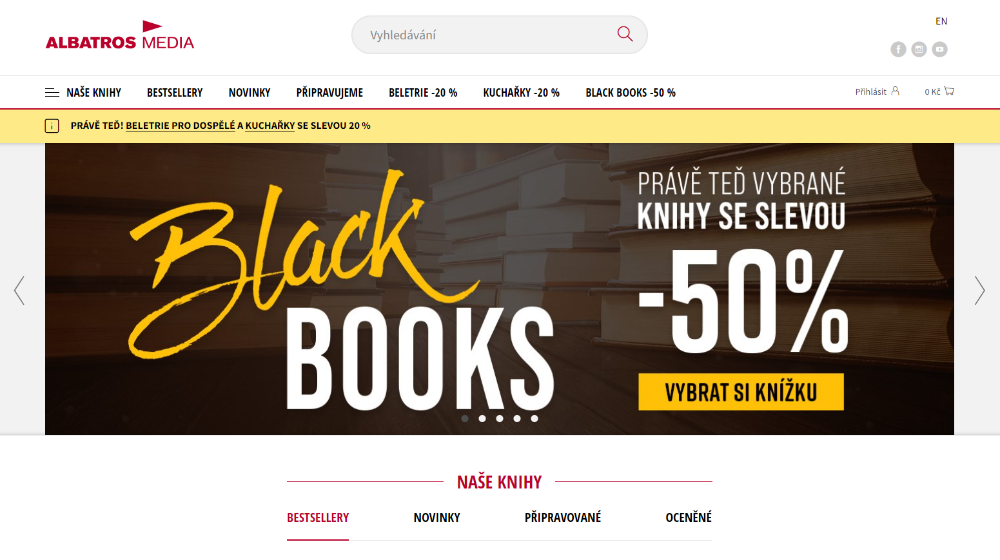 ALBATROS MEDIA
Vyhledávání
EN
NAŠE KNIHY BESTSELLERY NOVINKY PŘIPRAVUJEME BELETRIE -20 % KUCHAŘKY -20 % BLACK BOOKS -50 %
Přihlásit 0 Kč
PRÁVĚ TEĎ! BELETRIE PRO DOSPĚLÉ A KUCHAŘKY SE SLEVOU 20 %
Black
BOOKS
PRÁVĚ TEĎ VYBRANÉ
KNIHY SE SLEVOU
-50%
VYBRAT SI KNÍŽKU
NAŠE KNIHY
BESTSELLERY NOVINKY PŘIPRAVOVANÉ OCENĚNÉ